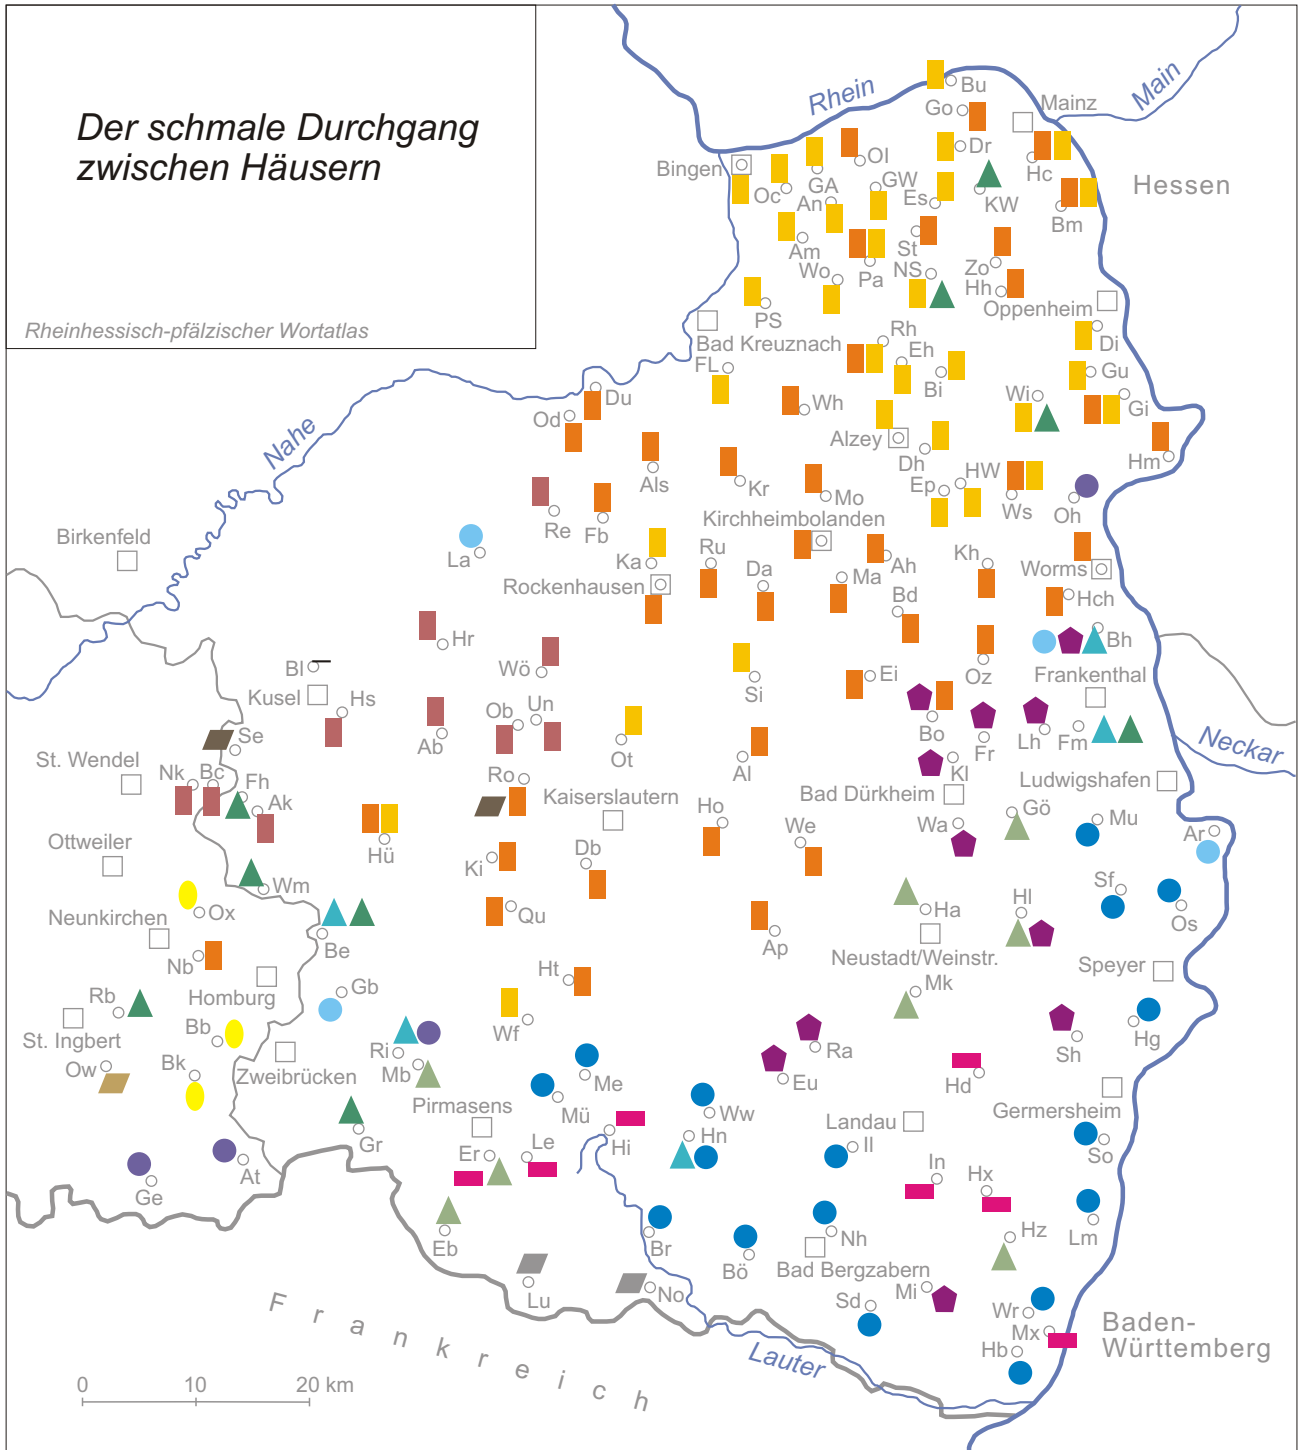 Der schmale Durchgang
zwischen Häusern
Rheinhessisch-pfälzischer Wortatlas
Rhein
Main
Bu
Go
Mainz
Dr
Hc
Bingen
Oc
GA
OI
GW
An
Es
KW
Hessen
Bm
Am
St
Wo
Pa
NS
Zo
Hh
Oppenheim
PS
Bad Kreuznach
Rh
Di
FL
Eh
Bi
Gu
Du
Wh
Wi
Gi
Od
Nahe
Alzey
Dh
Hm
Als
Kr
Mo
Ep
HW
Ws
Oh
Re
Fb
Kirchheimbolanden
Birkenfeld
La
Ka
Ru
Ah
Kh
Worms
Rockenhausen
Da
Ma
Bd
Hch
Hr
Bh
Bl
Wö
Si
Ei
Oz
Frankenthal
Kusel
Hs
Se
Ab
Ob
Un
Ot
Al
Bo
Fr
Lh
Fm
Neckar
St. Wendel
Nk
Bc
Fh
Ak
Ro
Kaiserslautern
Kl
Bad Dürkheim
Ludwigshafen
Ottweiler
Hü
Ho
We
Wa
Gö
Mu
Ar
Ki
Db
Wm
Sf
Os
Neunkirchen
Ox
Be
Qu
Ap
Ha
Hl
Nb
Neustadt/Weinstr.
Speyer
Homburg
Ht
Rb
Gb
Mk
St. Ingbert
Bb
Wf
Hg
Ow
Bk
Zweibrücken
Ri
Mb
Me
Ra
Sh
Mü
Eu
Hd
Pirmasens
Ww
Landau
Germersheim
Gr
Er
Le
Hi
Hn
Il
So
Ge
At
In
Hx
Eb
Br
Bö
Nh
Hz
Lm
Bad Bergzabern
Lu
No
Sd
Mi
Wr
Mx
Hb
Baden-
Württemberg
Frankreich
Lauter
0 10 20 km